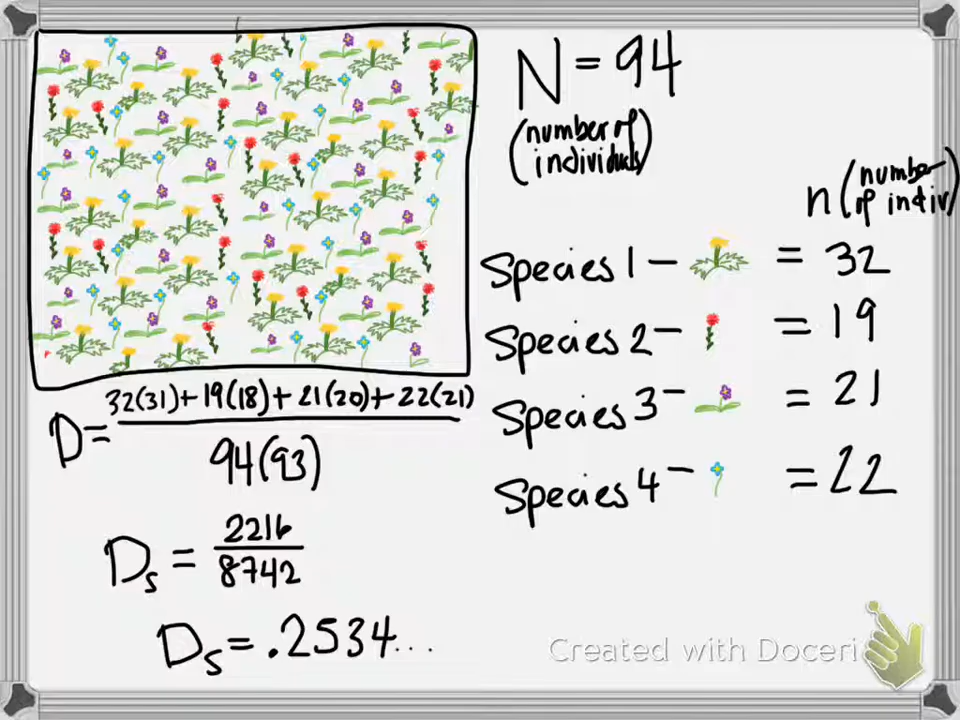 N = 94
(number of
individuals)
n (number
of indiv)
Species 1 - = 32
Species 2 - = 19
Species 3 - = 21
Species 4 - = 22
D = 32(31)+19(18)+21(20)+22(21)
94(93)
Ds = 2216
8742
Ds = .2534...
Created with Doceri